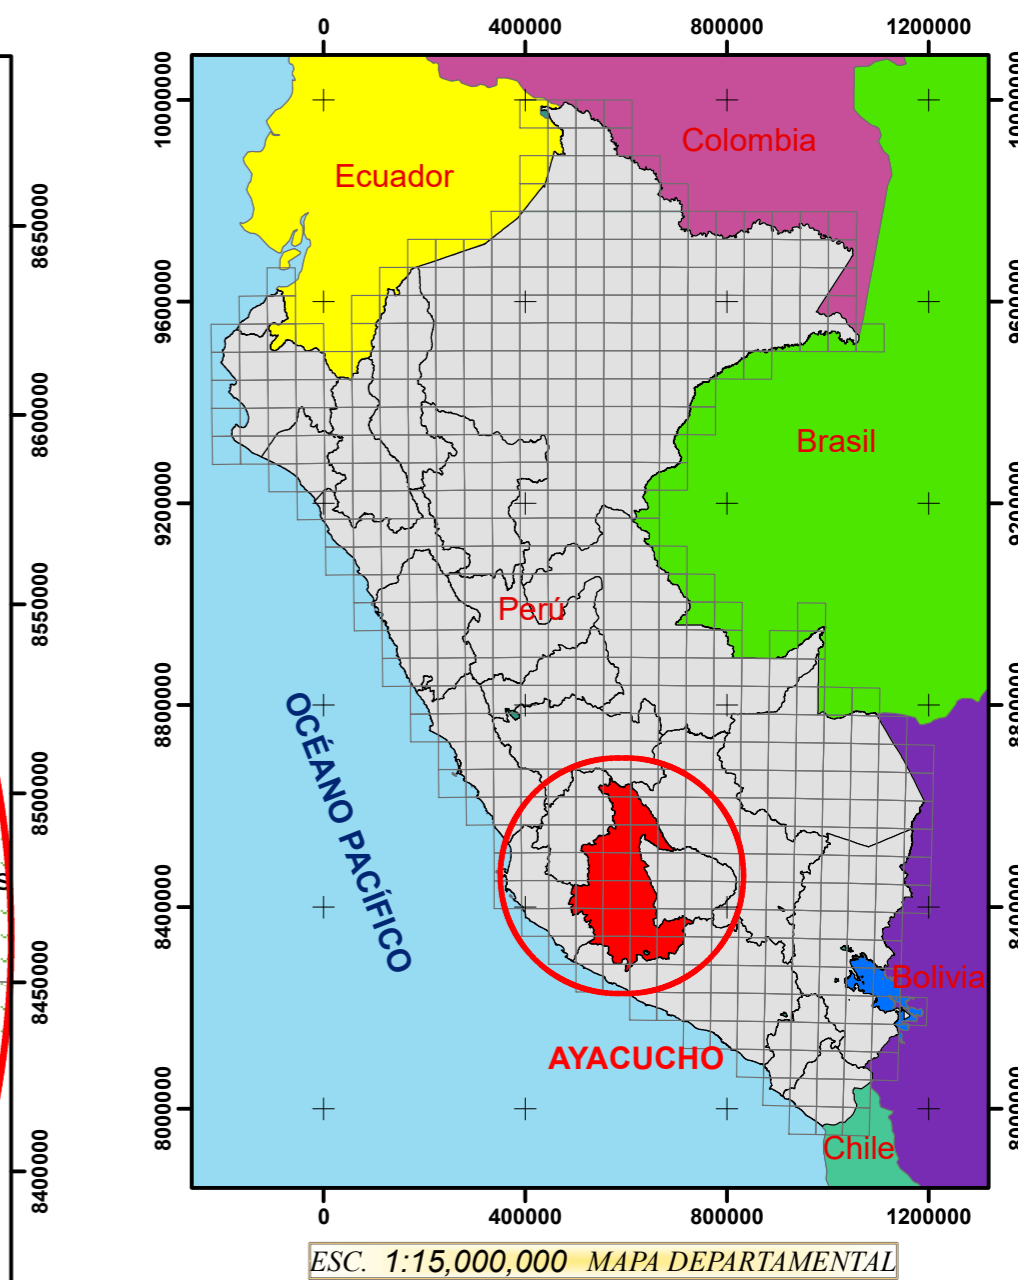 0 400000 800000 1200000
10000000 10000000
Colombia
Ecuador
8650000
9600000 9600000
8600000
Brasil
9200000 9200000
8550000
Perú
8800000 8800000
OCÉANO PACÍFICO
8500000
8400000 8400000
8450000
Bolivia
AYACUCHO
8000000 8000000
Chile
8400000
0 400000 800000 1200000
ESC. 1:15,000,000 MAPA DEPARTAMENTAL